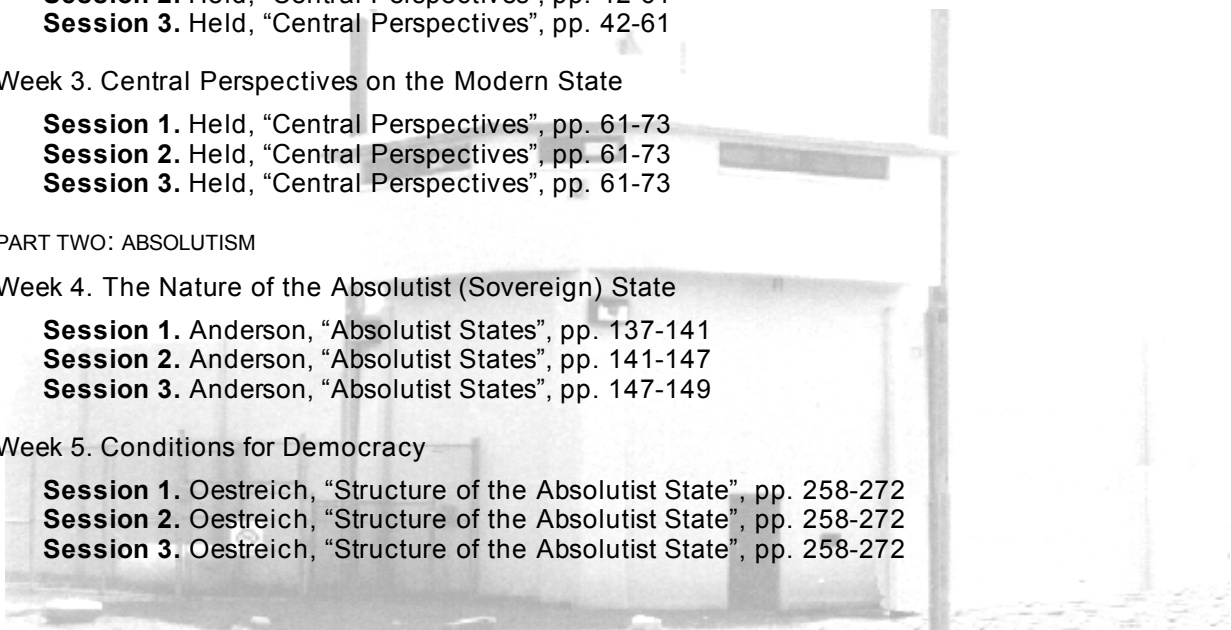 Session 3. Held, “Central Perspectives”, pp. 42-61
Week 3. Central Perspectives on the Modern State
Session 1. Held, “Central Perspectives”, pp. 61-73
Session 2. Held, “Central Perspectives”, pp. 61-73
Session 3. Held, “Central Perspectives”, pp. 61-73
PART TWO: ABSOLUTISM
Week 4. The Nature of the Absolutist (Sovereign) State
Session 1. Anderson, “Absolutist States”, pp. 137-141
Session 2. Anderson, “Absolutist States”, pp. 141-147
Session 3. Anderson, “Absolutist States”, pp. 147-149
Week 5. Conditions for Democracy
Session 1. Oestreich, “Structure of the Absolutist State”, pp. 258-272
Session 2. Oestreich, “Structure of the Absolutist State”, pp. 258-272
Session 3. Oestreich, “Structure of the Absolutist State”, pp. 258-272